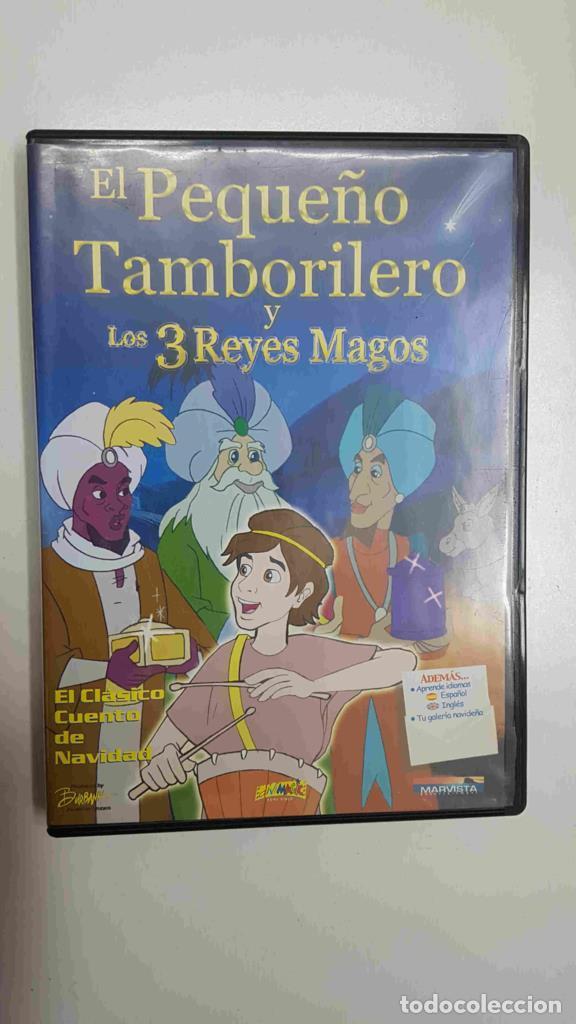 El Pequeño
Tamborilero
y
Los 3 Reyes Magos
ADEMÁS...
• Aprende idiomas
Español
Inglés
• Tu galería navideña
El Clásico
Cuento
de
Navidad
MARVISTA
todocoleccion